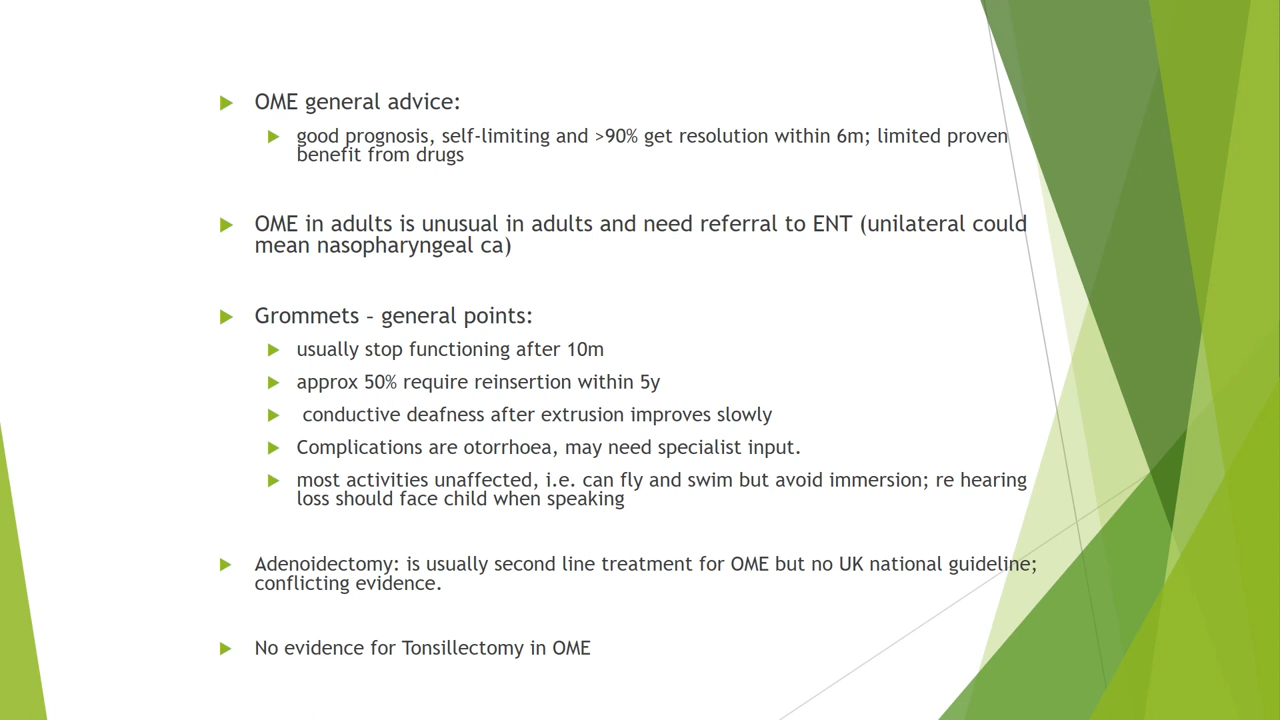 OME general advice:
good prognosis, self-limiting and >90% get resolution within 6m; limited proven
benefit from drugs
OME in adults is unusual in adults and need referral to ENT (unilateral could
mean nasopharyngeal ca)
Grommets – general points:
usually stop functioning after 10m
approx 50% require reinsertion within 5y
conductive deafness after extrusion improves slowly
Complications are otorrhoea, may need specialist input.
most activities unaffected, i.e. can fly and swim but avoid immersion; re hearing
loss should face child when speaking
Adenoidectomy: is usually second line treatment for OME but no UK national guideline;
conflicting evidence.
No evidence for Tonsillectomy in OME